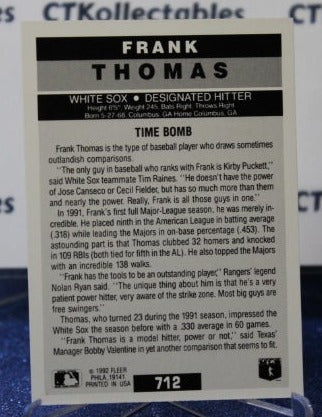 CTKollectables
CTKollectables
FRANK
THOMAS
WHITE SOX • DESIGNATED HITTER
Height 6'5" Weight 245. Bats Right. Throws Right
Born 5-27-68, Columbus, GA Home Columbus, GA
TIME BOMB
Frank Thomas is the type of baseball player who draws sometimes
outlandish comparisons.
"The only guy in baseball who ranks with Frank is Kirby Puckett,"
said White Sox teammate Tim Raines. "He doesn't have the power
of Jose Canseco or Cecil Fielder, but has so much more than them
and nearly the power. Really, Frank is all those guys in one."
In 1991, Frank's first full Major-League season, he was merely in-
credible. He placed ninth in the American League in batting average
(.318) while leading the Majors in on-base percentage (.453). The
astounding part is that Thomas clubbed 32 homers and knocked
in 109 RBIs (both tied for fifth in the AL). He also topped the Majors
with an incredible 138 walks.
"Frank has the tools to be an outstanding player," Rangers' legend
Nolan Ryan said. "The unique thing about him is that he's a very
patient power hitter, very aware of the strike zone. Most big guys are
free swingers."
Thomas, who turned 23 during the 1991 season, impressed the
White Sox the season before with a .330 average in 60 games.
"Frank Thomas is a model hitter, power or not," said Texas'
Manager Bobby Valentine in yet another comparison that seems to fit.
© 1992 FLEER
PHILA. 19141
PRINTED IN USA
712